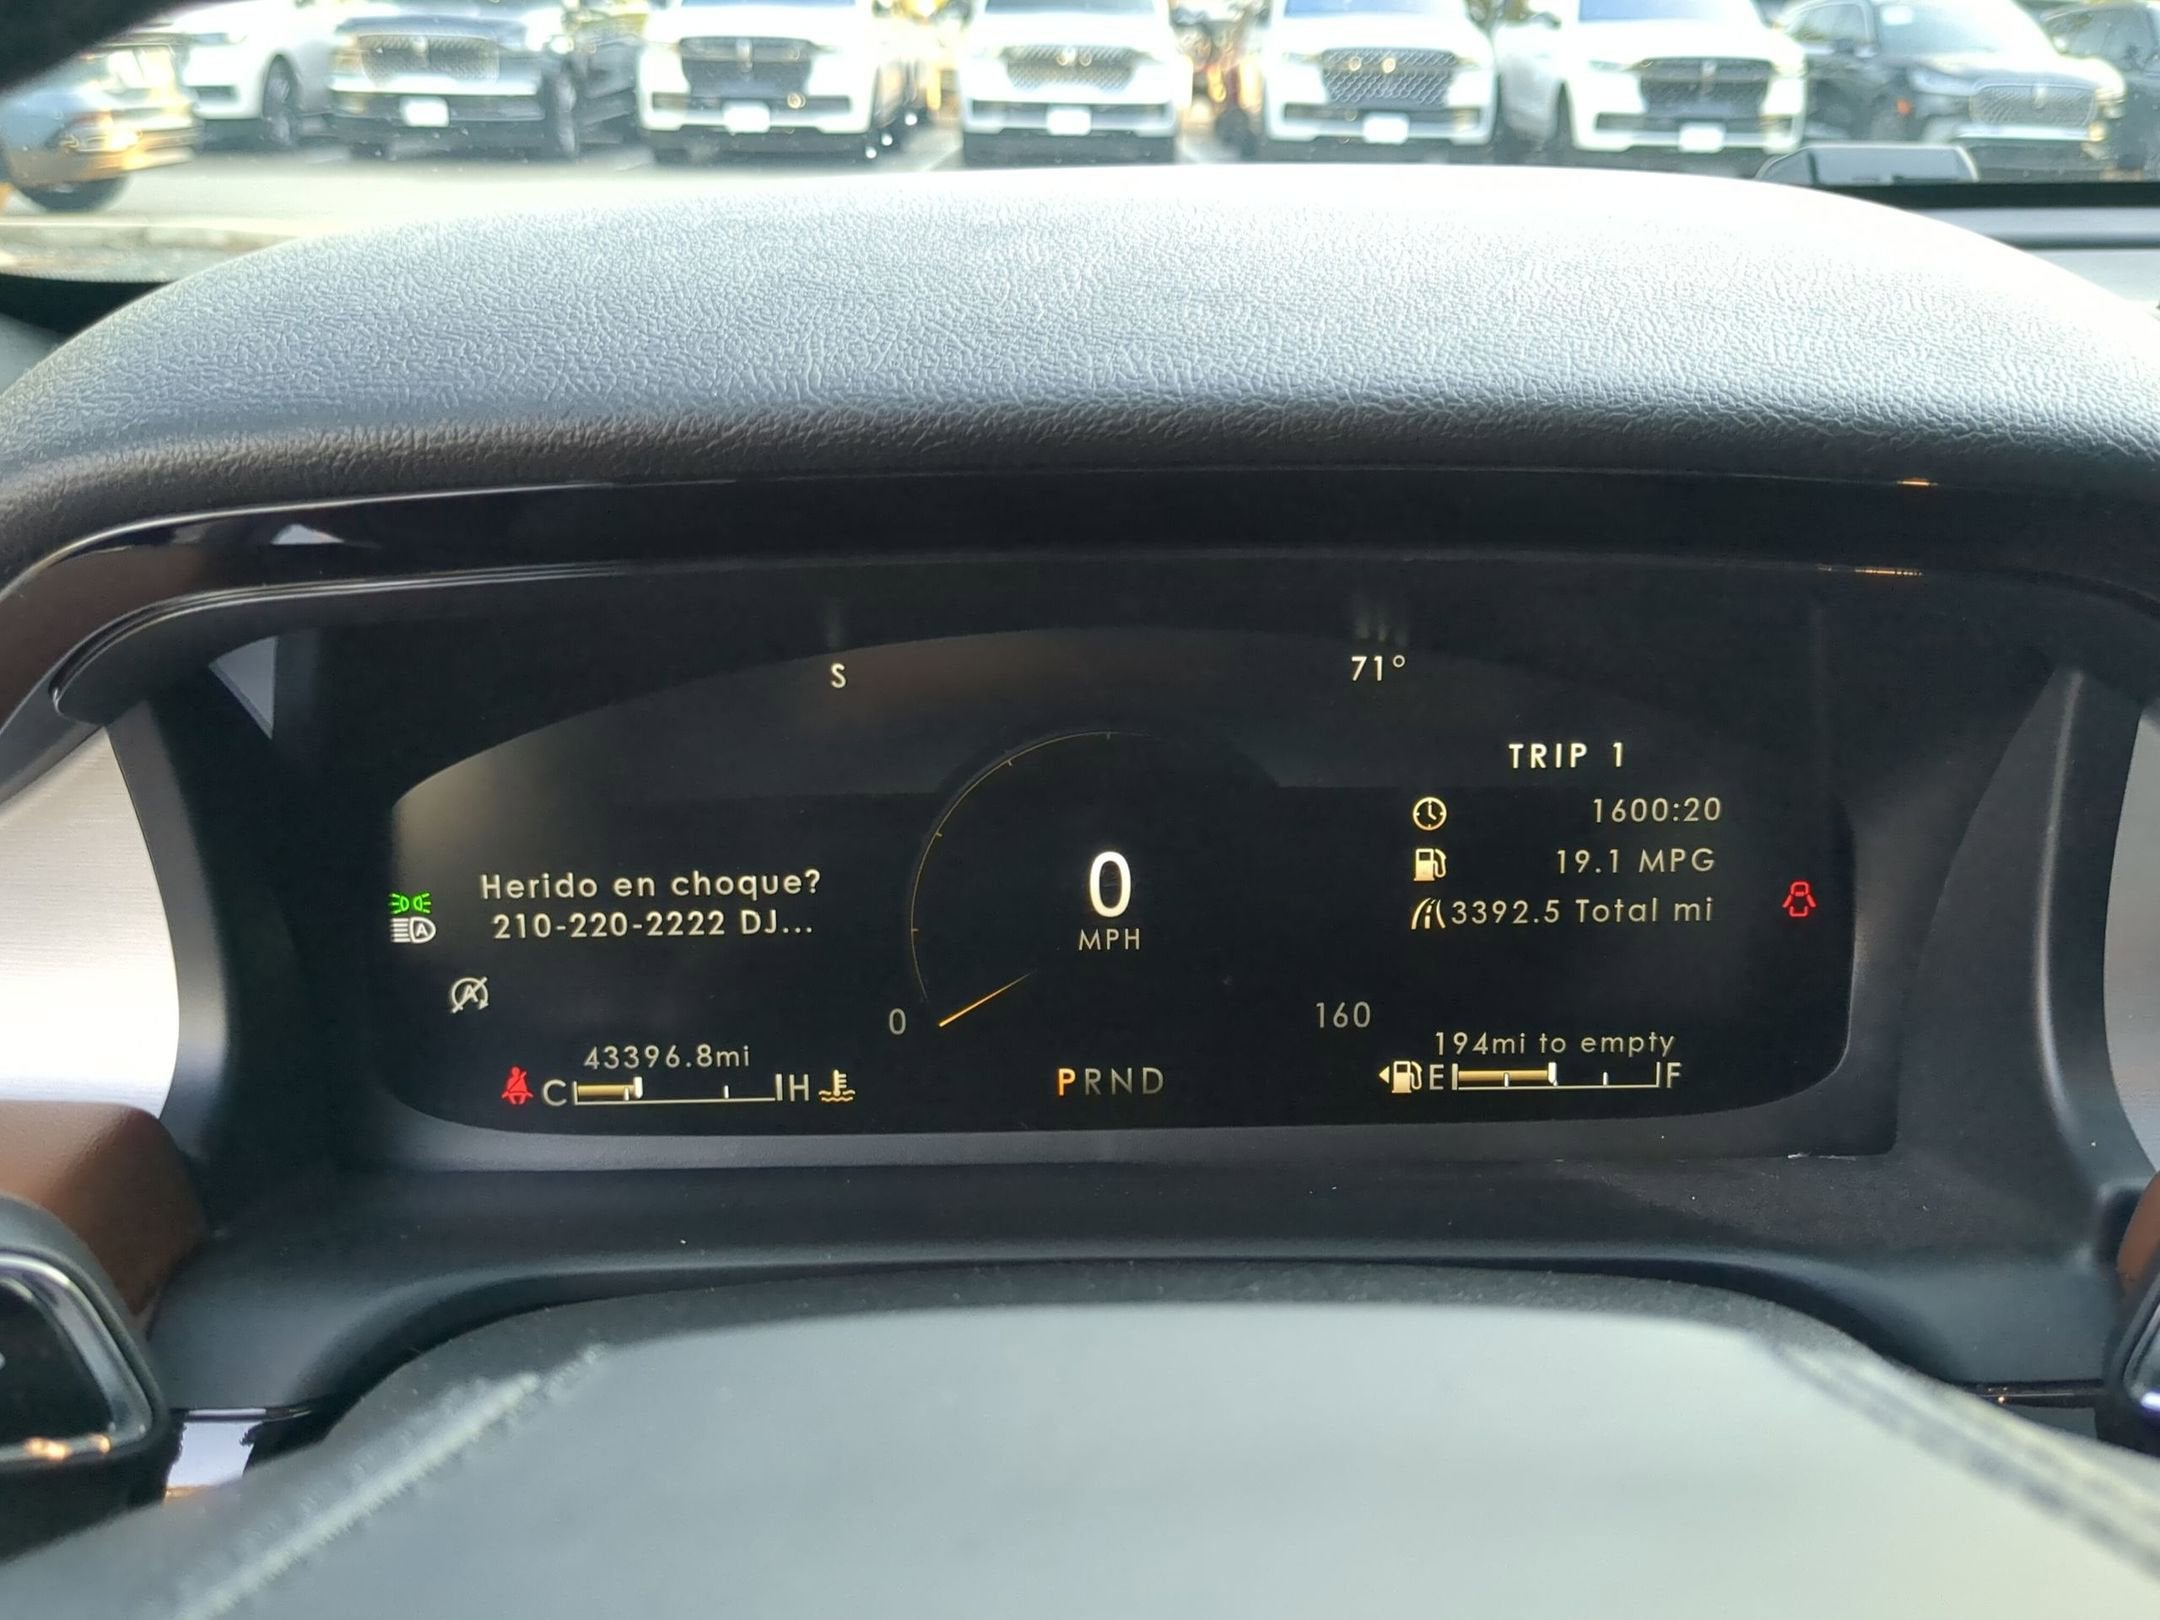 S
71°
TRIP 1
1600:20
19.1 MPG
3392.5 Total mi
Herido en choque?
210-220-2222 DJ...
0
MPH
0
160
43396.8mi
C H
PRND
194mi to empty
E F